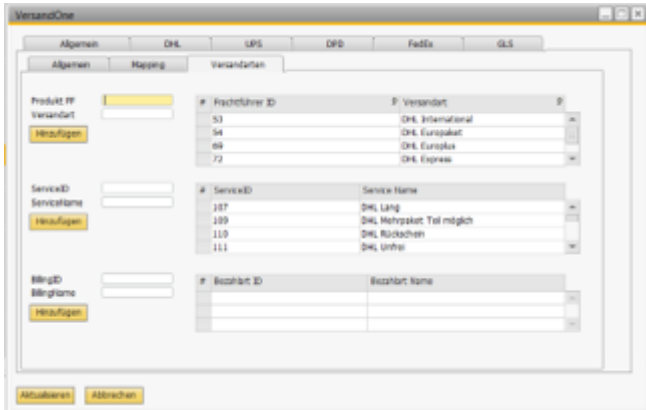 VersandOne
Allgemein DHL UPS DPD FedEx GLS
Allgemein Mapping Versandarten
Produkt PP
Versandart
Hinzufügen
# Frachtführer ID Versandart
53 DHL International
54 DHL Europaket
69 DHL Europlus
72 DHL Express
ServiceID
ServiceName
Hinzufügen
# ServiceID Service Name
107 DHL Lang
109 DHL Mehrpaket Teil möglich
110 DHL Rückschein
111 DHL Unfrei
BillingID
BillingName
Hinzufügen
# Bezahlart ID Bezahlart Name
Aktualisieren Abbrechen